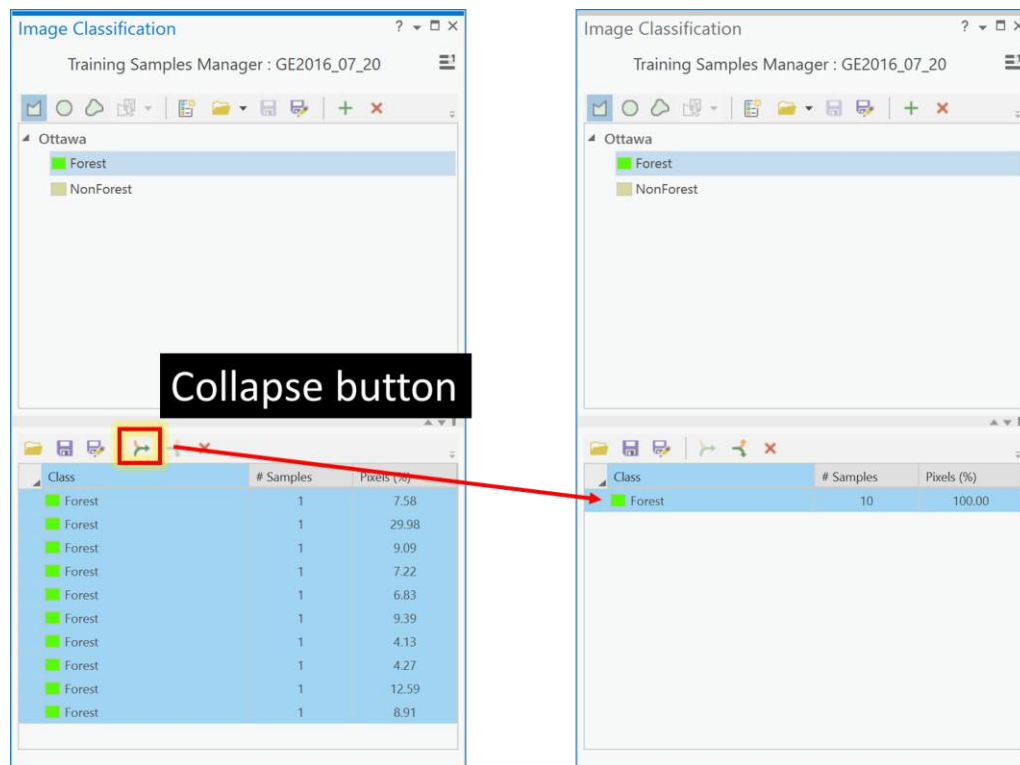 Image Classification
?
Training Samples Manager : GE2016_07_20
Ottawa
Forest
NonForest
Collapse button
Class # Samples Pixels (%)
Forest 1 7.58
Forest 1 29.98
Forest 1 9.09
Forest 1 7.22
Forest 1 6.83
Forest 1 9.39
Forest 1 4.13
Forest 1 4.27
Forest 1 12.59
Forest 1 8.91
Image Classification
?
Training Samples Manager : GE2016_07_20
Ottawa
Forest
NonForest
Class # Samples Pixels (%)
Forest 10 100.00